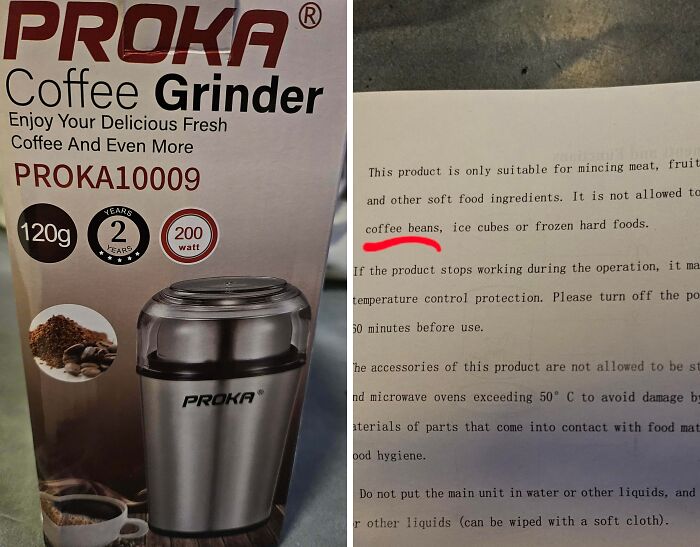 PROKA®
Coffee Grinder
Enjoy Your Delicious Fresh
Coffee And Even More
PROKA10009
120g
YEARS
2
YEARS
200
watt
PROKA®
This product is only suitable for mincing meat, fruit
and other soft food ingredients. It is not allowed to
coffee beans, ice cubes or frozen hard foods.
If the product stops working during the operation, it ma
temperature control protection. Please turn off the po
60 minutes before use.
he accessories of this product are not allowed to be st
nd microwave ovens exceeding 50° C to avoid damage by
aterials of parts that come into contact with food mat
ood hygiene.
Do not put the main unit in water or other liquids, and
r other liquids (can be wiped with a soft cloth).